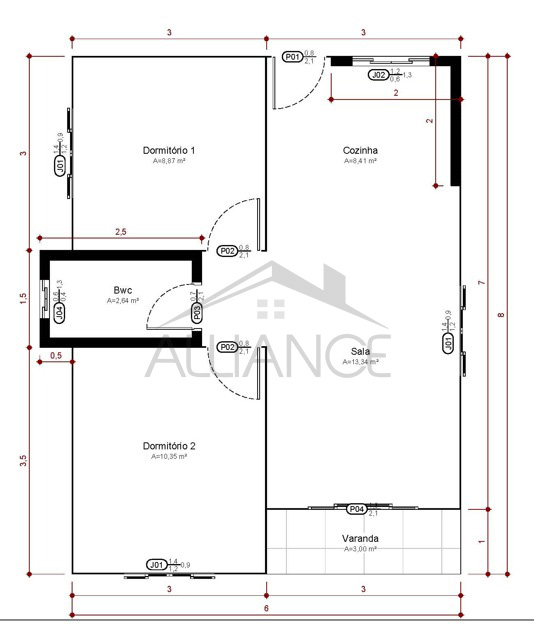 3
3
P01 0,8
2,1
J02 1,2 1,3
0,6
2
2
3
J01 1,4 0,9
1,2
Dormitório 1
A=8,87 m²
Cozinha
A=8,41 m²
2,5
P02 0,8
2,1
1,5
J04 0,6 1,3
0,4
Bwc
A=2,64 m²
P03 0,7
2,1
7
8
ALLIANCE
J01 1,4 0,9
1,2
Sala
A=13,34 m²
0,5
P02 0,8
2,1
3,5
Dormitório 2
A=10,35 m²
P04
2,1
Varanda
A=3,00 m²
1
J01 1,4 0,9
1,2
3
3
6